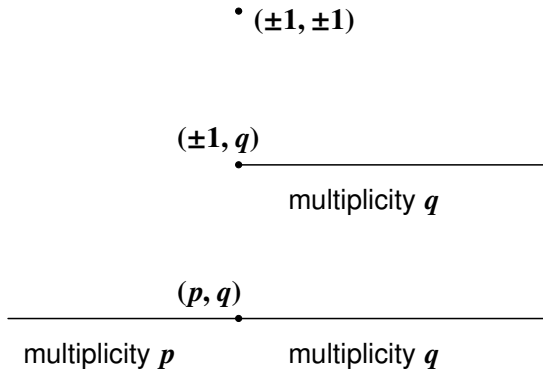 (±1, ±1)
(±1, q)
multiplicity q
(p, q)
multiplicity p multiplicity q